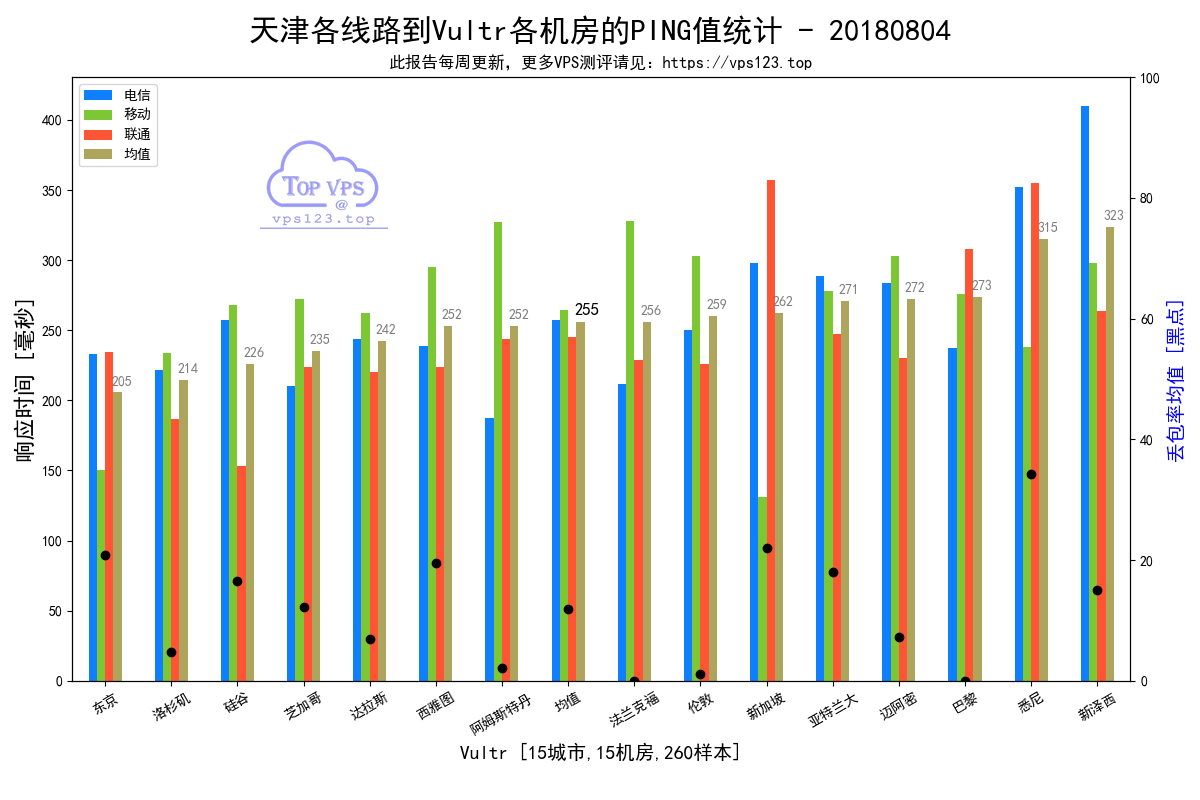 天津各线路到Vultr各机房的PING值统计 - 20180804
此报告每周更新，更多VPS测评请见：https://vps123.top
电信
移动
联通
均值
TOP VPS
@
vps123.top
响应时间 [毫秒]
400
350
300
250
200
150
100
50
0
205
214
226
235
242
252
252
255
256
259
262
271
272
273
315
323
100
80
60
40
20
0
丢包率均值 [黑点]
东京
洛杉矶
硅谷
芝加哥
达拉斯
西雅图
阿姆斯特丹
均值
法兰克福
伦敦
新加坡
亚特兰大
迈阿密
巴黎
悉尼
新泽西
Vultr [15城市,15机房,260样本]